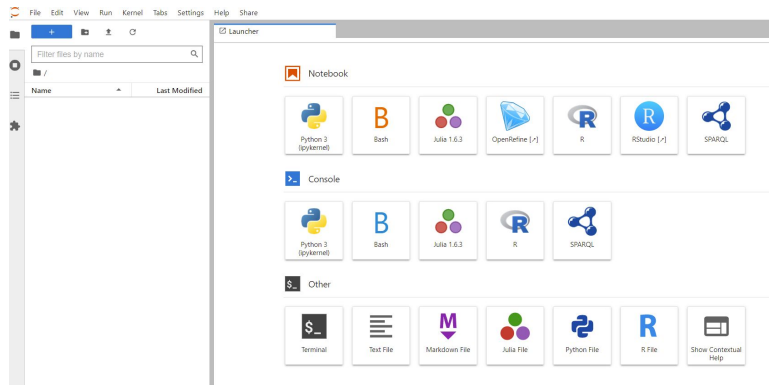 File Edit View Run Kernel Tabs Settings Help Share
+
Launcher
Filter files by name
/
Name Last Modified
Notebook
Python 3
(ipykernel)
B
Bash
Julia 1.6.3
OpenRefine [↗]
R
R
R
RStudio [↗]
SPARQL
>_ Console
Python 3
(ipykernel)
B
Bash
Julia 1.6.3
R
R
SPARQL
$_ Other
$_
Terminal
Text File
M
Markdown File
Julia File
Python File
R
R File
Show Contextual
Help